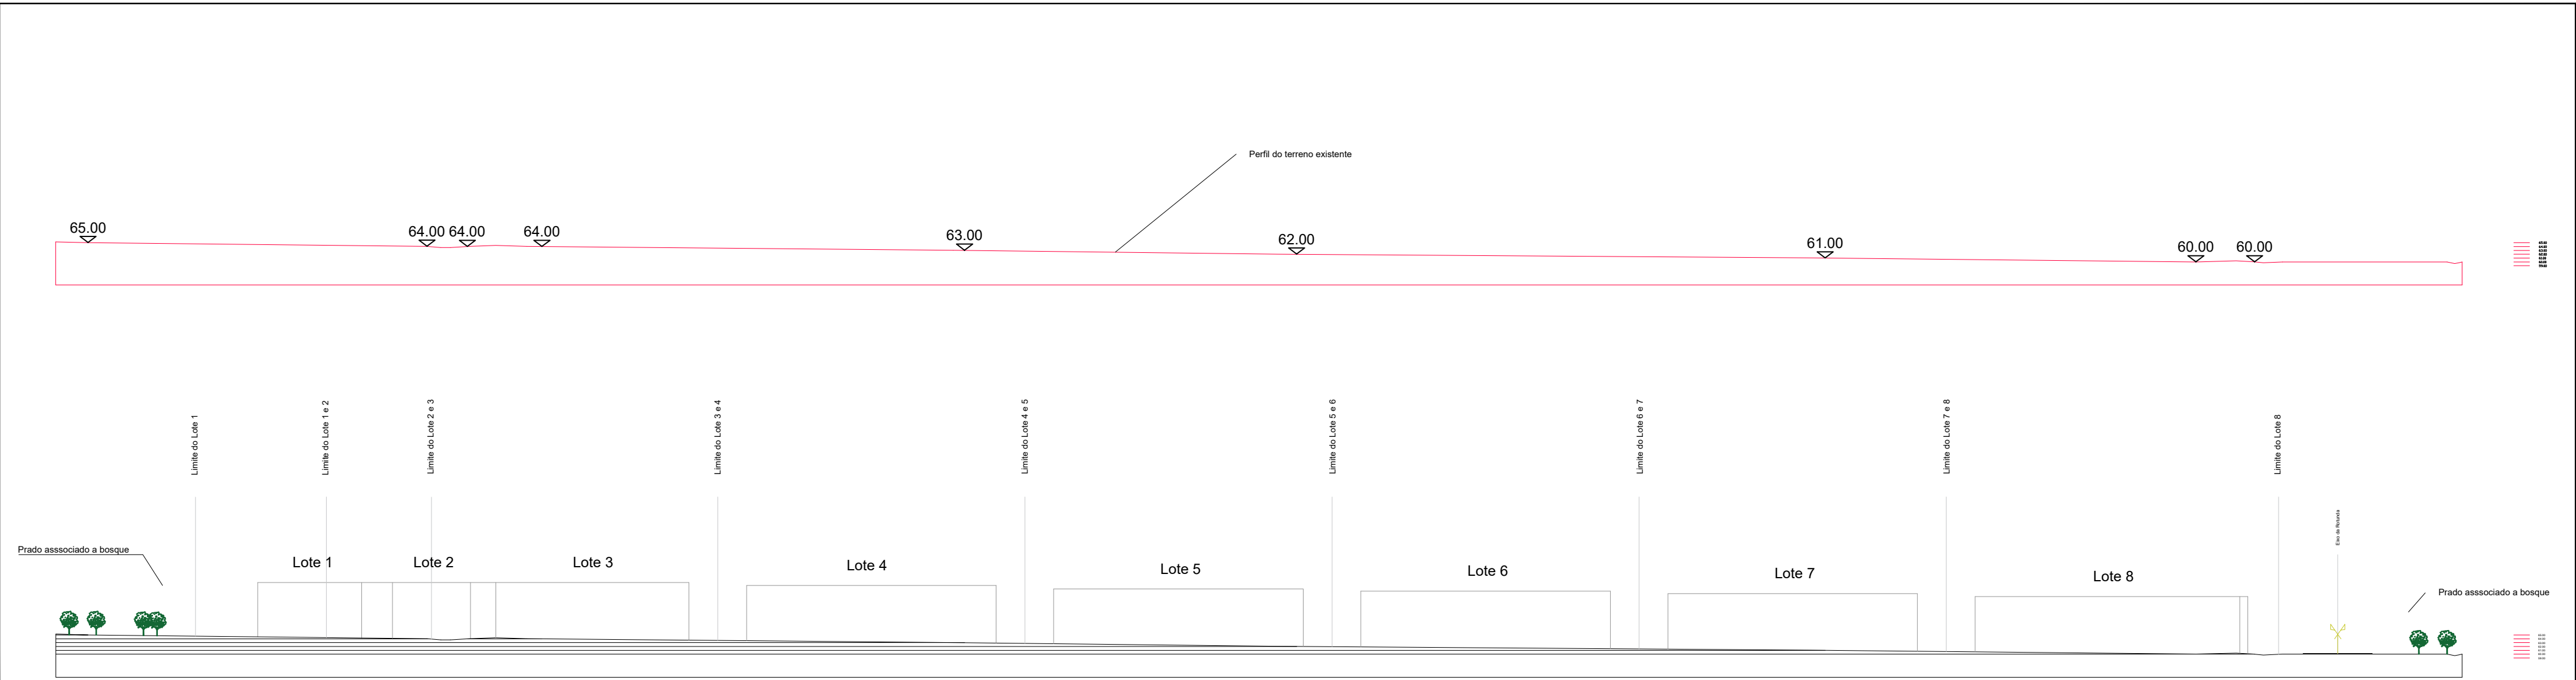 Perfil do terreno existente
65.00
64.00 64.00 64.00
63.00
62.00
61.00
60.00 60.00
Limite do Lote 1
Limite do Lote 1 e 2
Limite do Lote 2 e 3
Limite do Lote 3 e 4
Limite do Lote 4 e 5
Limite do Lote 5 e 6
Limite do Lote 6 e 7
Limite do Lote 7 e 8
Limite do Lote 8
Eixo da Rotunda
Prado asssociado a bosque
Lote 1
Lote 2
Lote 3
Lote 4
Lote 5
Lote 6
Lote 7
Lote 8
Prado asssociado a bosque